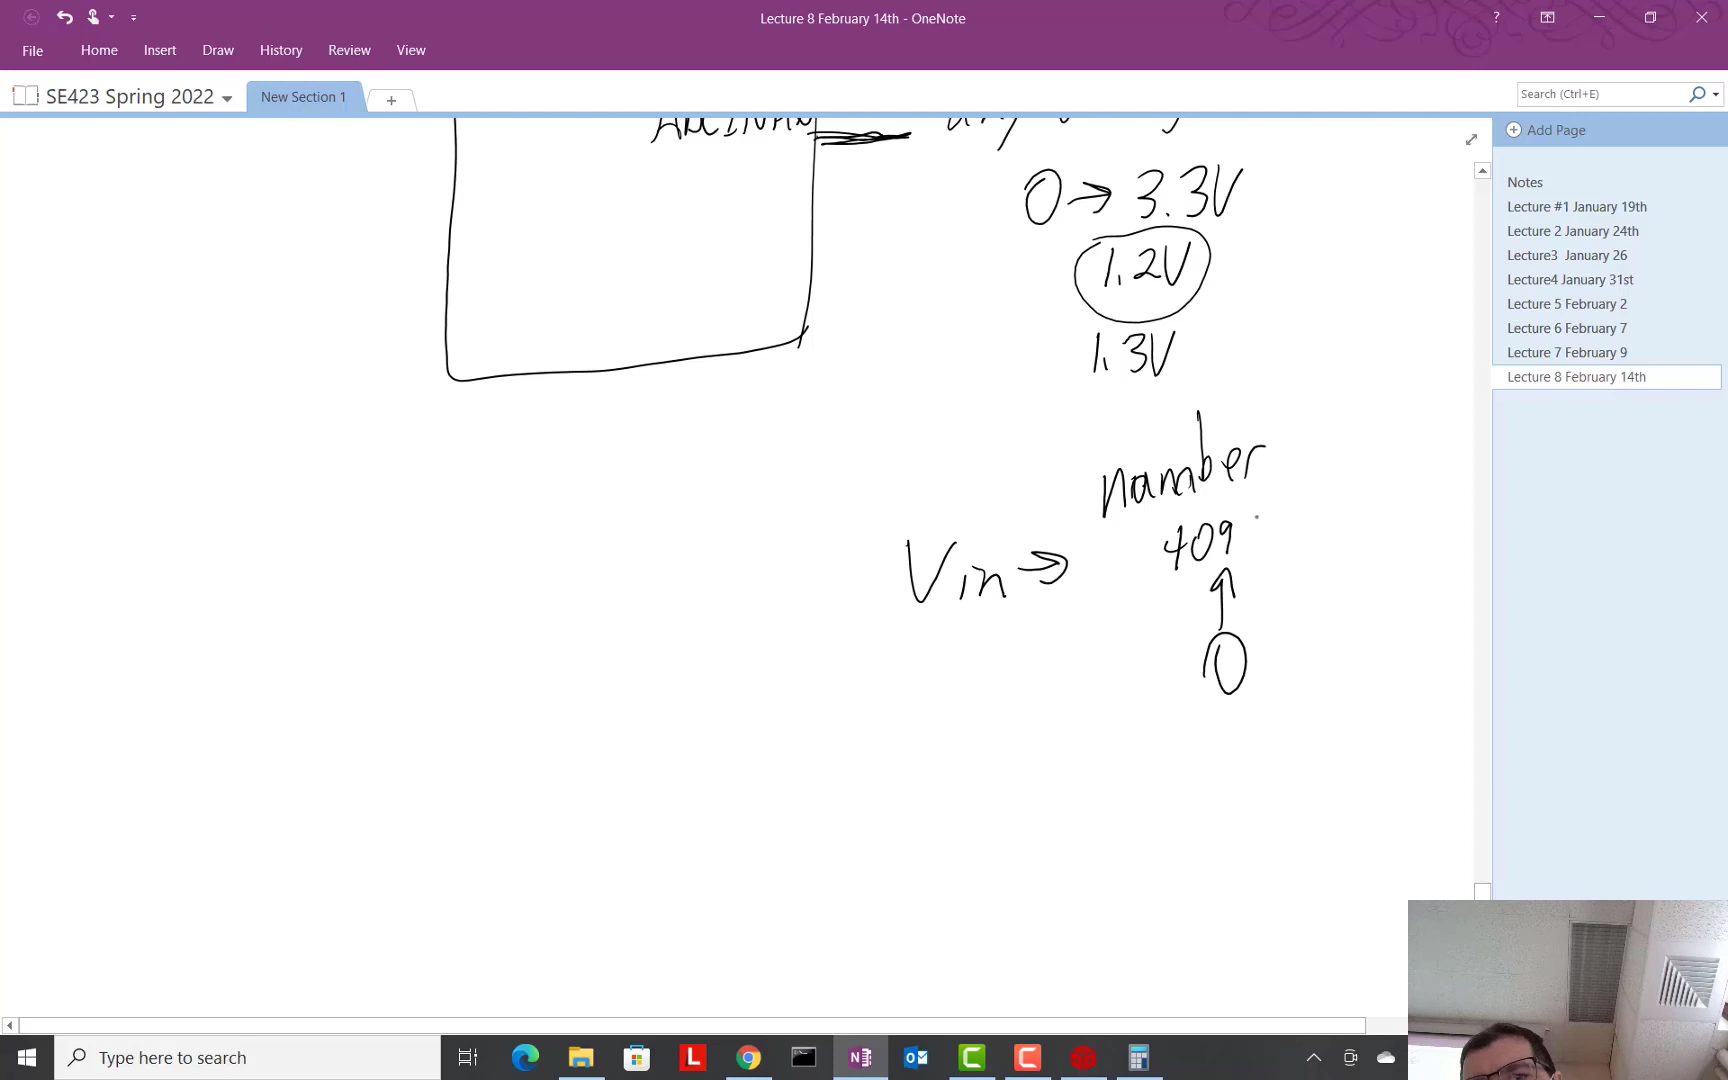 Lecture 8 February 14th - OneNote
?
File
Home
Insert
Draw
History
Review
View
SE423 Spring 2022
New Section 1
+
Search (Ctrl+E)
Add Page
Notes
Lecture #1 January 19th
Lecture 2 January 24th
Lecture3 January 26
Lecture4 January 31st
Lecture 5 February 2
Lecture 6 February 7
Lecture 7 February 9
Lecture 8 February 14th
0 → 3.3V
1.2V
1.3V
number
409
Vin →
0
Type here to search
L